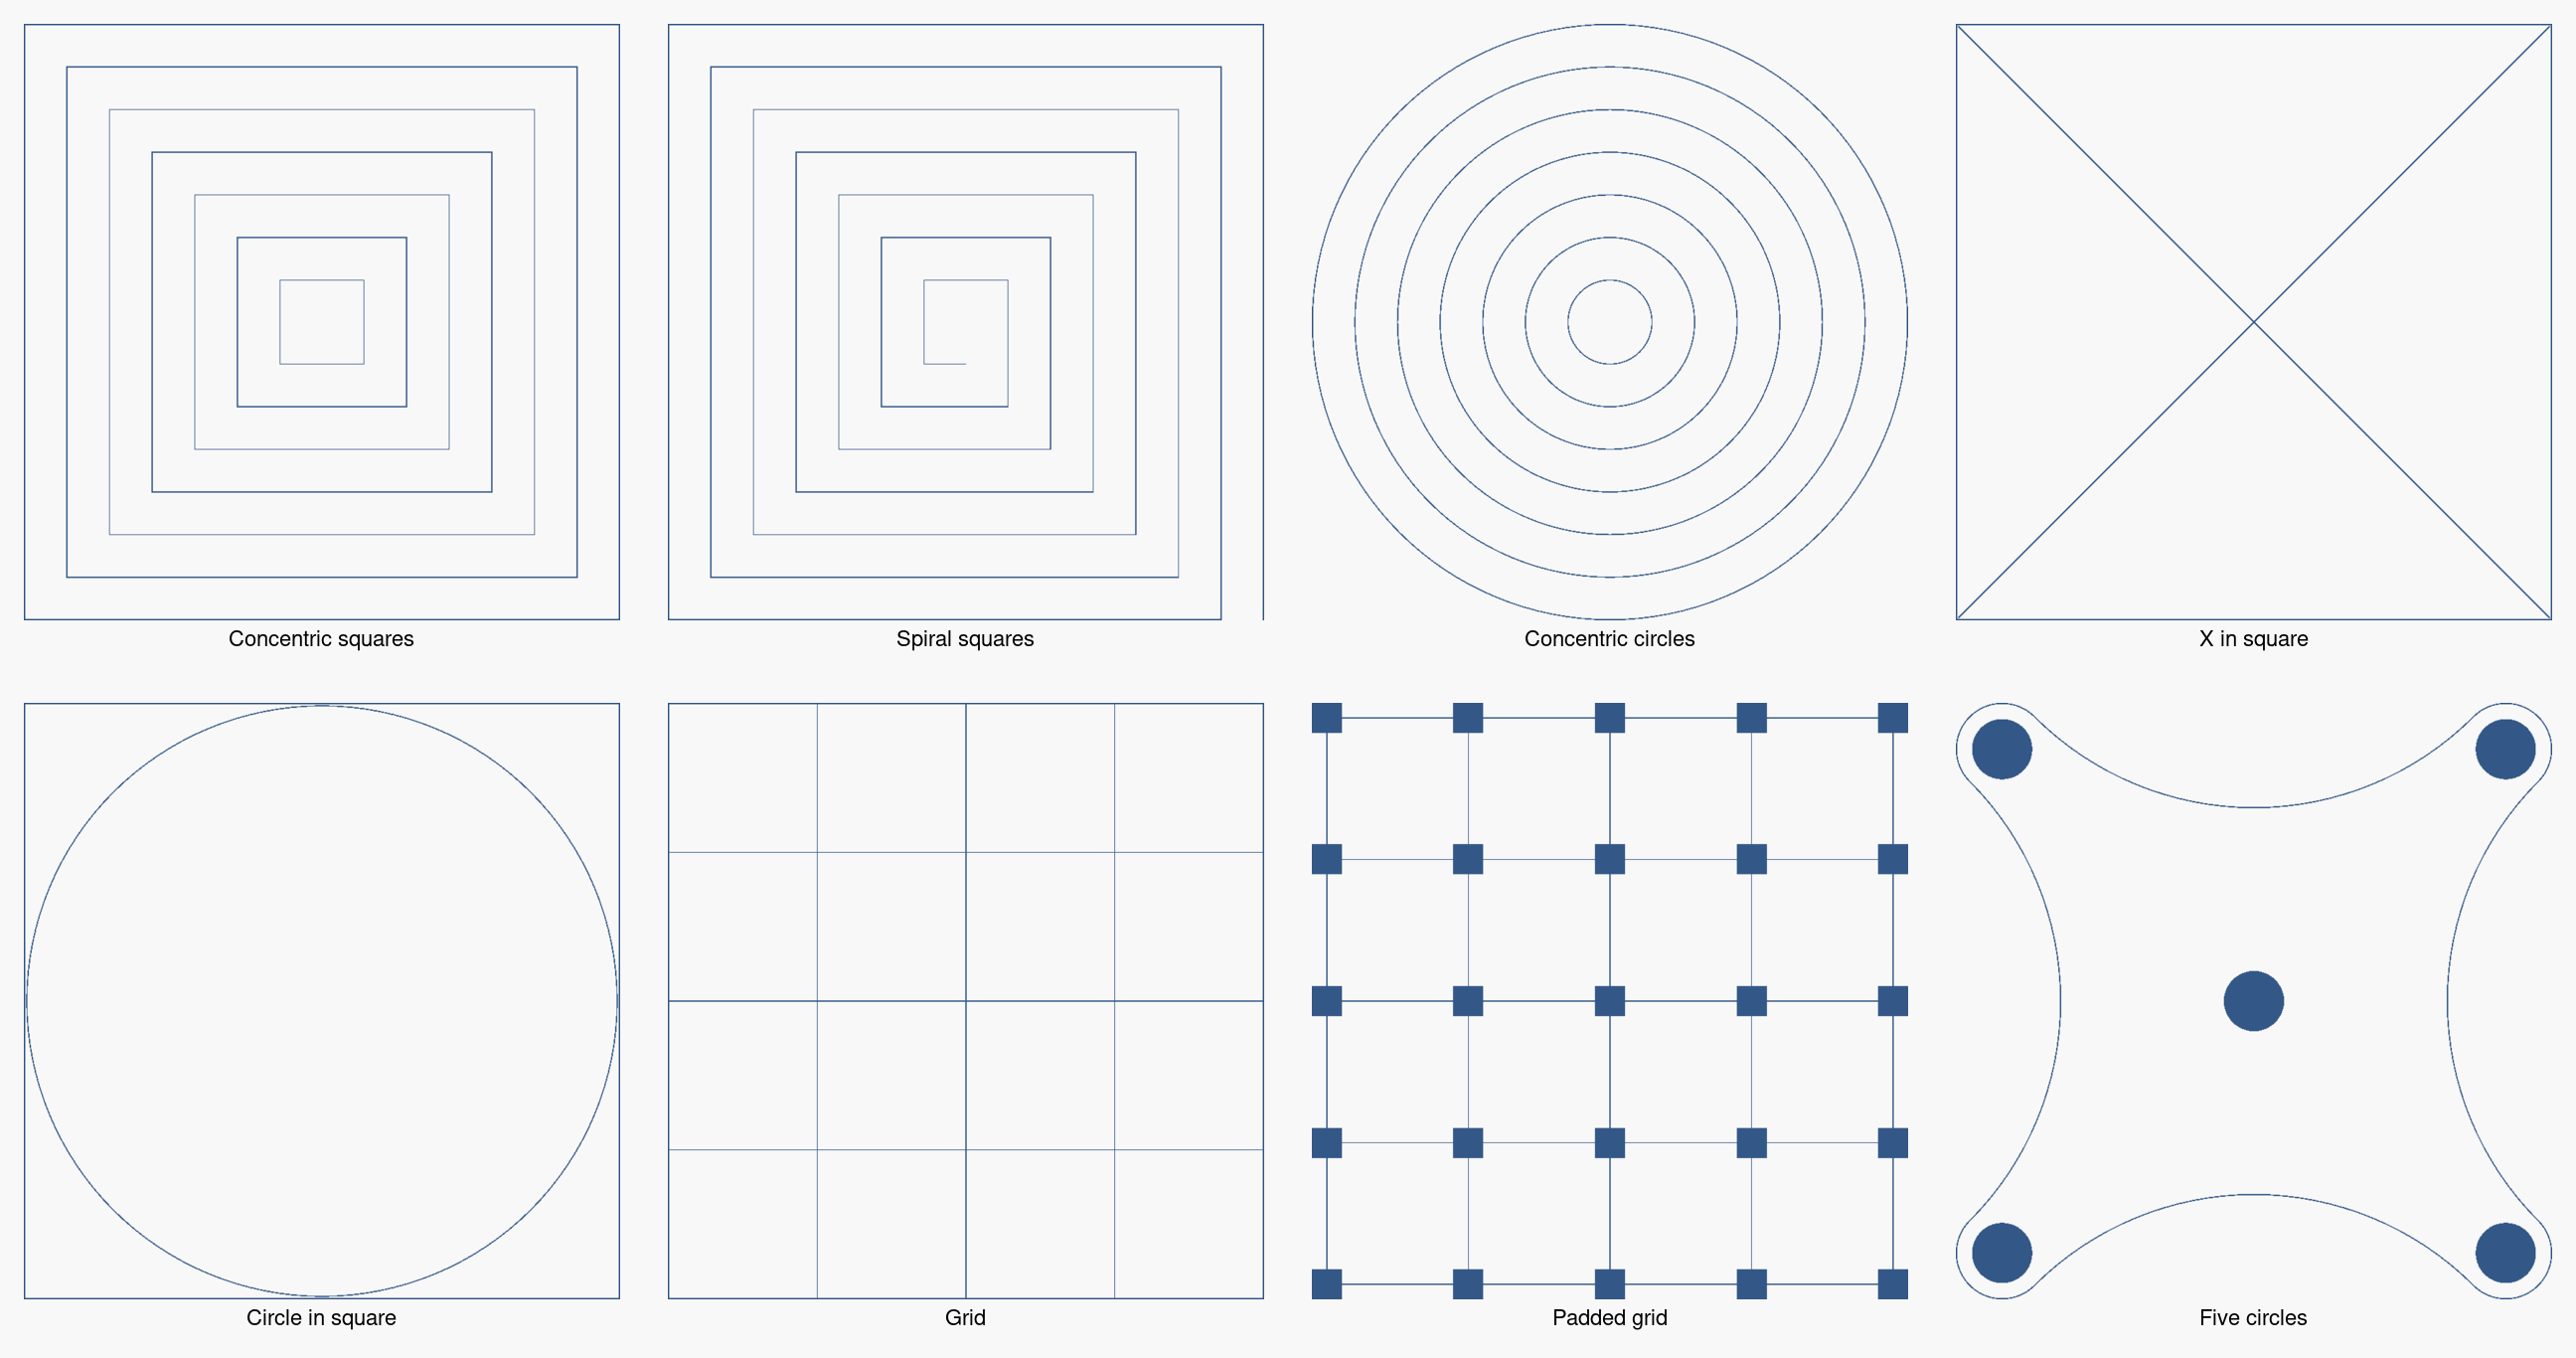 Concentric squares
Spiral squares
Concentric circles
X in square
Circle in square
Grid
Padded grid
Five circles